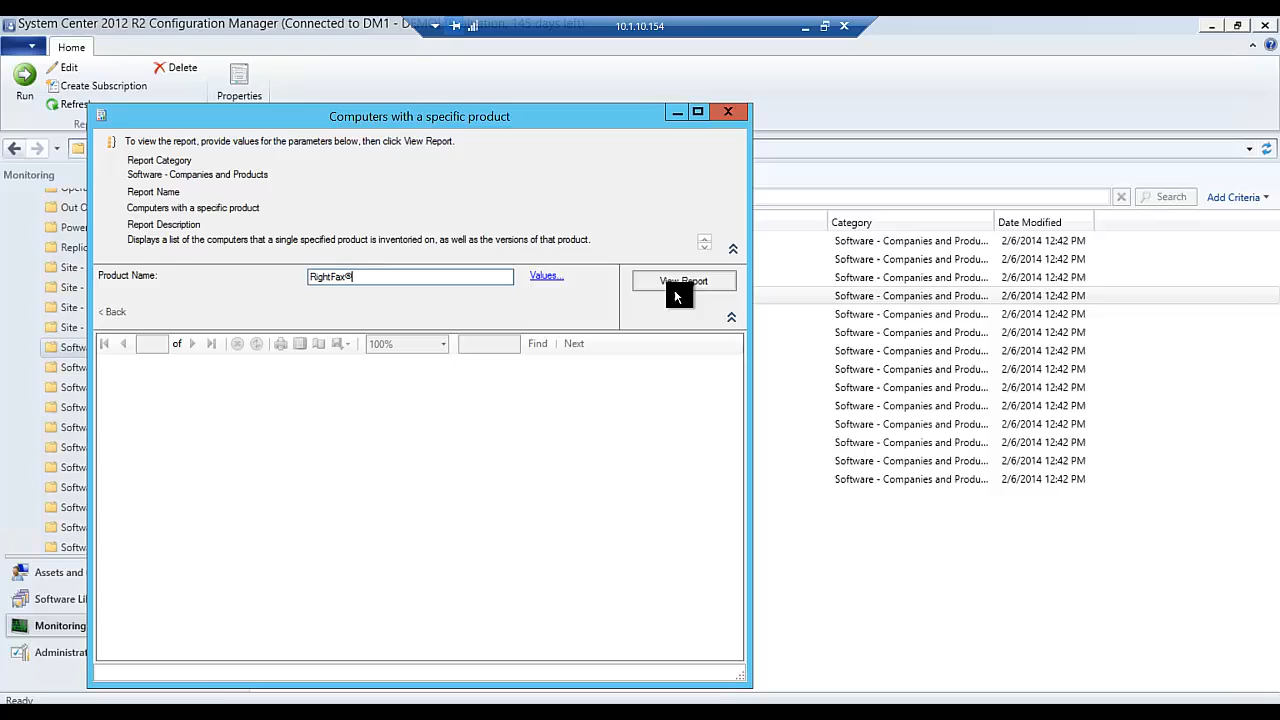 System Center 2012 R2 Configuration Manager (Connected to DM1 - DEMO
145 days left)
10.1.10.154
Home
Edit
Delete
Create Subscription
Refresh
Run
Properties
Computers with a specific product
To view the report, provide values for the parameters below, then click View Report.
Report Category
Software - Companies and Products
Report Name
Computers with a specific product
Report Description
Displays a list of the computers that a single specified product is inventoried on, as well as the versions of that product.
Product Name:
RightFax®
Values...
View Report
< Back
of
100%
Find
Next
Monitoring
Out O
Power
Replic
Site -
Site -
Site -
Site -
Softw
Softw
Softw
Softw
Softw
Softw
Softw
Softw
Softw
Softw
Softw
Assets and
Software Li
Monitoring
Administrat
Ready
Search
Add Criteria
Category
Date Modified
Software - Companies and Produ... 2/6/2014 12:42 PM
Software - Companies and Produ... 2/6/2014 12:42 PM
Software - Companies and Produ... 2/6/2014 12:42 PM
Software - Companies and Produ... 2/6/2014 12:42 PM
Software - Companies and Produ... 2/6/2014 12:42 PM
Software - Companies and Produ... 2/6/2014 12:42 PM
Software - Companies and Produ... 2/6/2014 12:42 PM
Software - Companies and Produ... 2/6/2014 12:42 PM
Software - Companies and Produ... 2/6/2014 12:42 PM
Software - Companies and Produ... 2/6/2014 12:42 PM
Software - Companies and Produ... 2/6/2014 12:42 PM
Software - Companies and Produ... 2/6/2014 12:42 PM
Software - Companies and Produ... 2/6/2014 12:42 PM
Software - Companies and Produ... 2/6/2014 12:42 PM